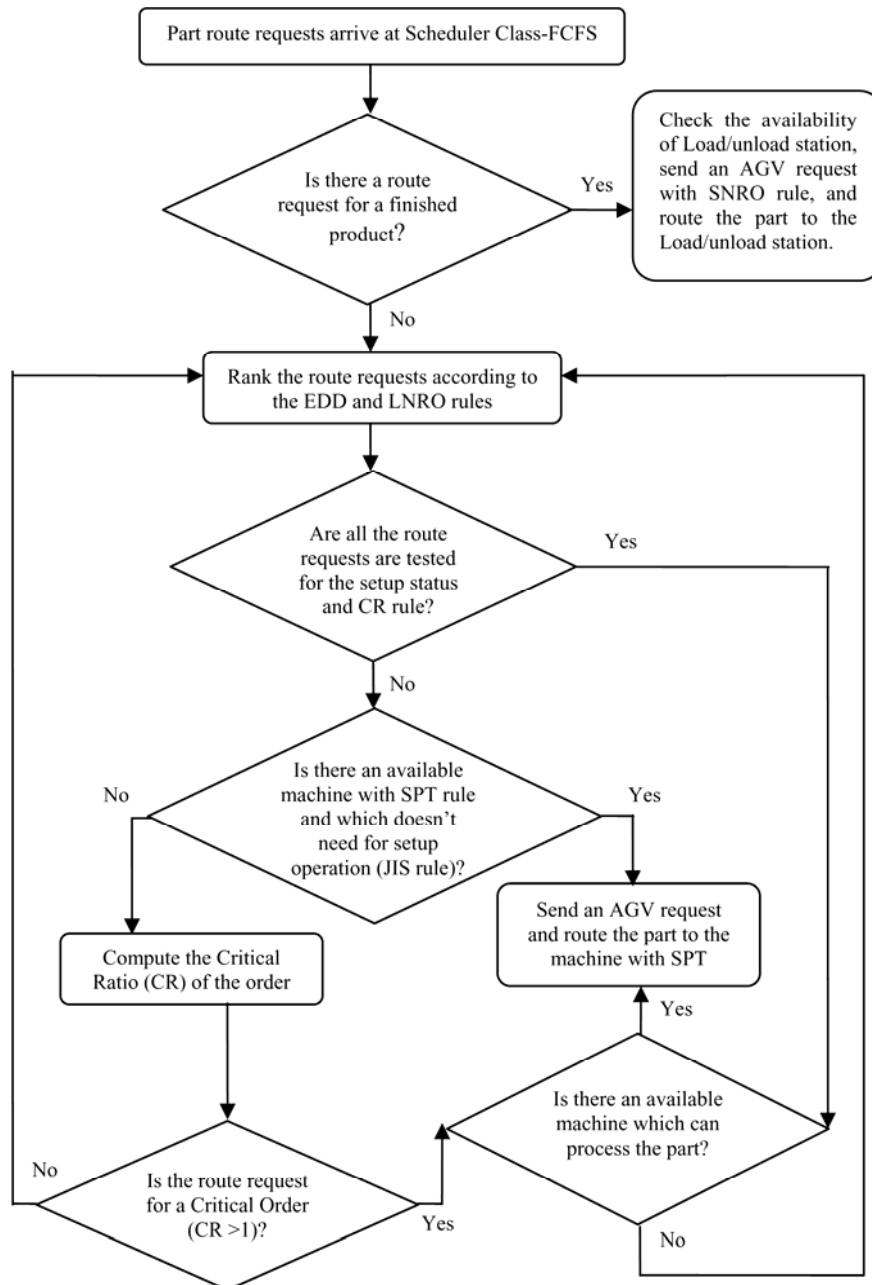 Part route requests arrive at Scheduler Class-FCFS
Check the availability
of Load/unload station,
send an AGV request
with SNRO rule, and
route the part to the
Load/unload station.
Is there a route
request for a finished
product?
Yes
No
Rank the route requests according to
the EDD and LNRO rules
Are all the route
requests are tested
for the setup status
and CR rule?
Yes
No
Is there an available
machine with SPT rule
and which doesn't
need for setup
operation (JIS rule)?
No
Yes
Send an AGV request
and route the part to the
machine with SPT
Compute the Critical
Ratio (CR) of the order
Yes
Is there an available
machine which can
process the part?
No
Is the route request
for a Critical Order
(CR >1)?
Yes
No